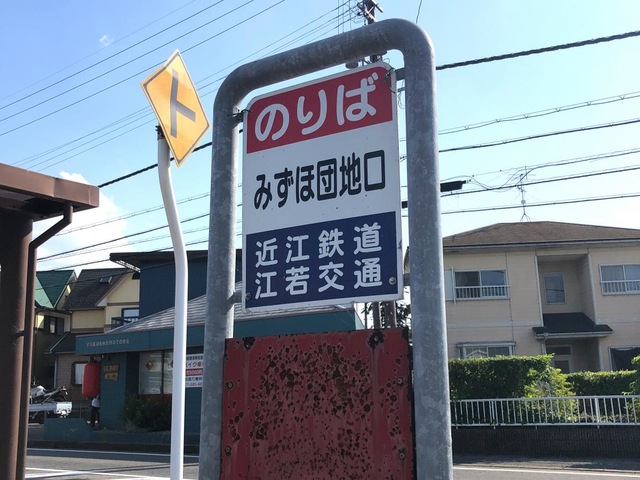 のりば
みずほ団地口
近江鉄道
江若交通